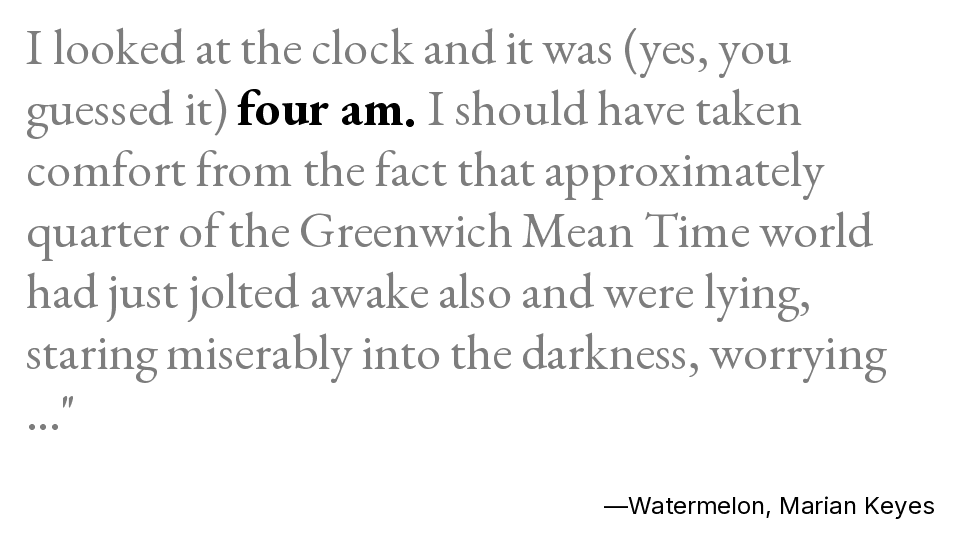 I looked at the clock and it was (yes, you
guessed it) four am. I should have taken
comfort from the fact that approximately
quarter of the Greenwich Mean Time world
had just jolted awake also and were lying,
staring miserably into the darkness, worrying
..."
—Watermelon, Marian Keyes